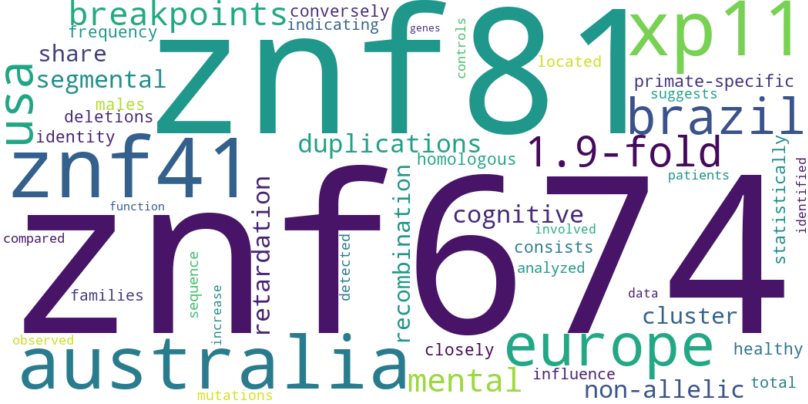 breakpoints
conversely
frequency
indicating
genes
share
segmental
znf81
controls
located
xp11
primate-specific
suggests
usa
males
deletions
identity
brazil
znf41
duplications
homologous
1.9-fold
statistically
identified
patients
function
compared
retardation
recombination
cognitive
involved
consists
analyzed
znf674
families
sequence
increase
detected
data
cluster
observed
australia
mutations
closely
europe
healthy
mental
influence
non-allelic
total